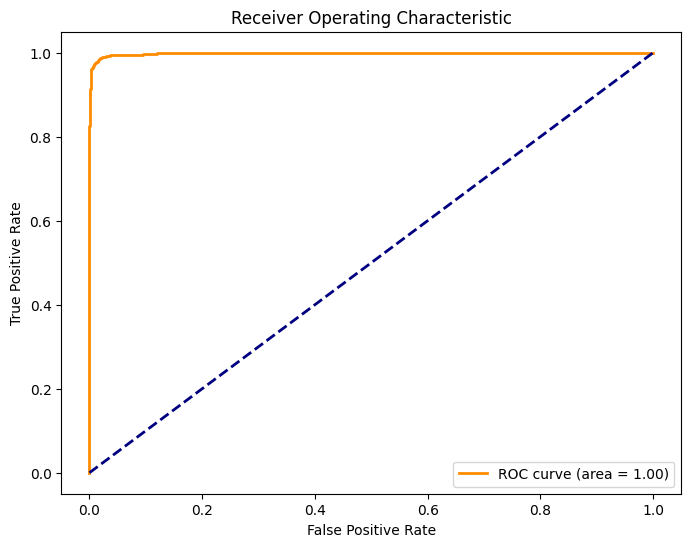 Receiver Operating Characteristic
1.0
0.8
0.6
0.4
0.2
0.0
True Positive Rate
ROC curve (area = 1.00)
0.0 0.2 0.4 0.6 0.8 1.0
False Positive Rate